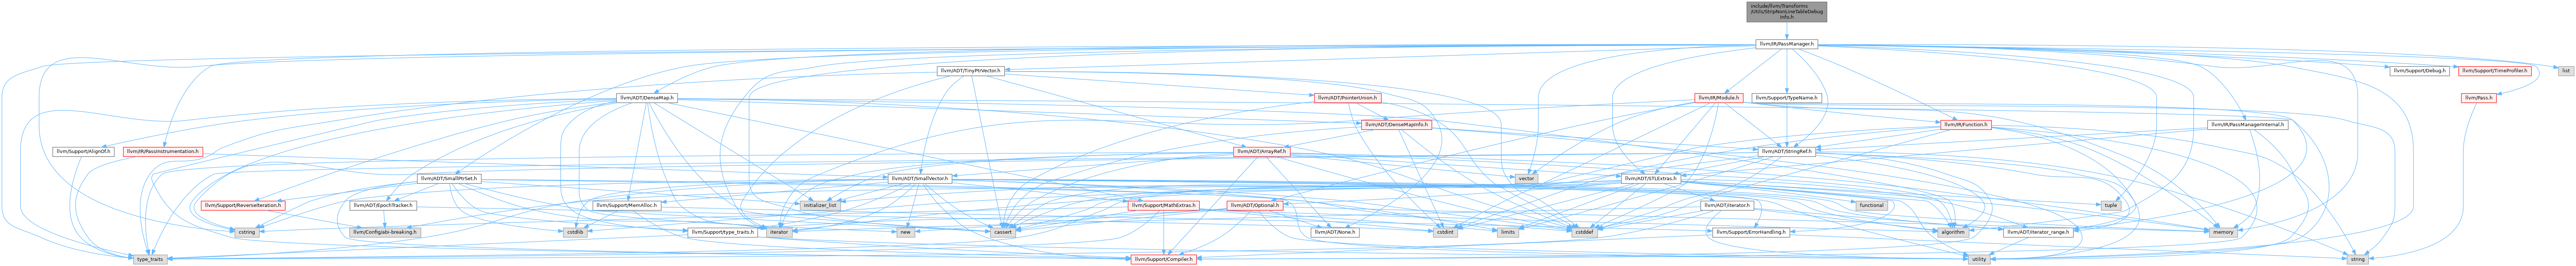 include/llvm/Transforms
/Utils/StripNonLineTableDebug
Info.h
llvm/IR/PassManager.h
llvm/ADT/TinyPtrVector.h
llvm/Support/Debug.h
llvm/Support/TimeProfiler.h
list
llvm/ADT/DenseMap.h
llvm/ADT/PointerUnion.h
llvm/IR/Module.h
llvm/Support/TypeName.h
llvm/Pass.h
llvm/ADT/DenseMapInfo.h
llvm/IR/Function.h
llvm/IR/PassManagerInternal.h
llvm/Support/AlignOf.h
llvm/IR/PassInstrumentation.h
llvm/ADT/ArrayRef.h
llvm/ADT/StringRef.h
llvm/ADT/SmallPtrSet.h
llvm/ADT/SmallVector.h
vector
llvm/ADT/STLExtras.h
llvm/Support/ReverseIteration.h
llvm/ADT/EpochTracker.h
llvm/Support/MemAlloc.h
initializer_list
llvm/Support/MathExtras.h
llvm/ADT/Optional.h
llvm/ADT/iterator.h
functional
tuple
cstring
llvm/Config/abi-breaking.h
cstdlib
llvm/Support/type_traits.h
iterator
new
cassert
cstdint
llvm/ADT/None.h
limits
cstddef
llvm/Support/ErrorHandling.h
algorithm
llvm/ADT/iterator_range.h
memory
type_traits
llvm/Support/Compiler.h
utility
string